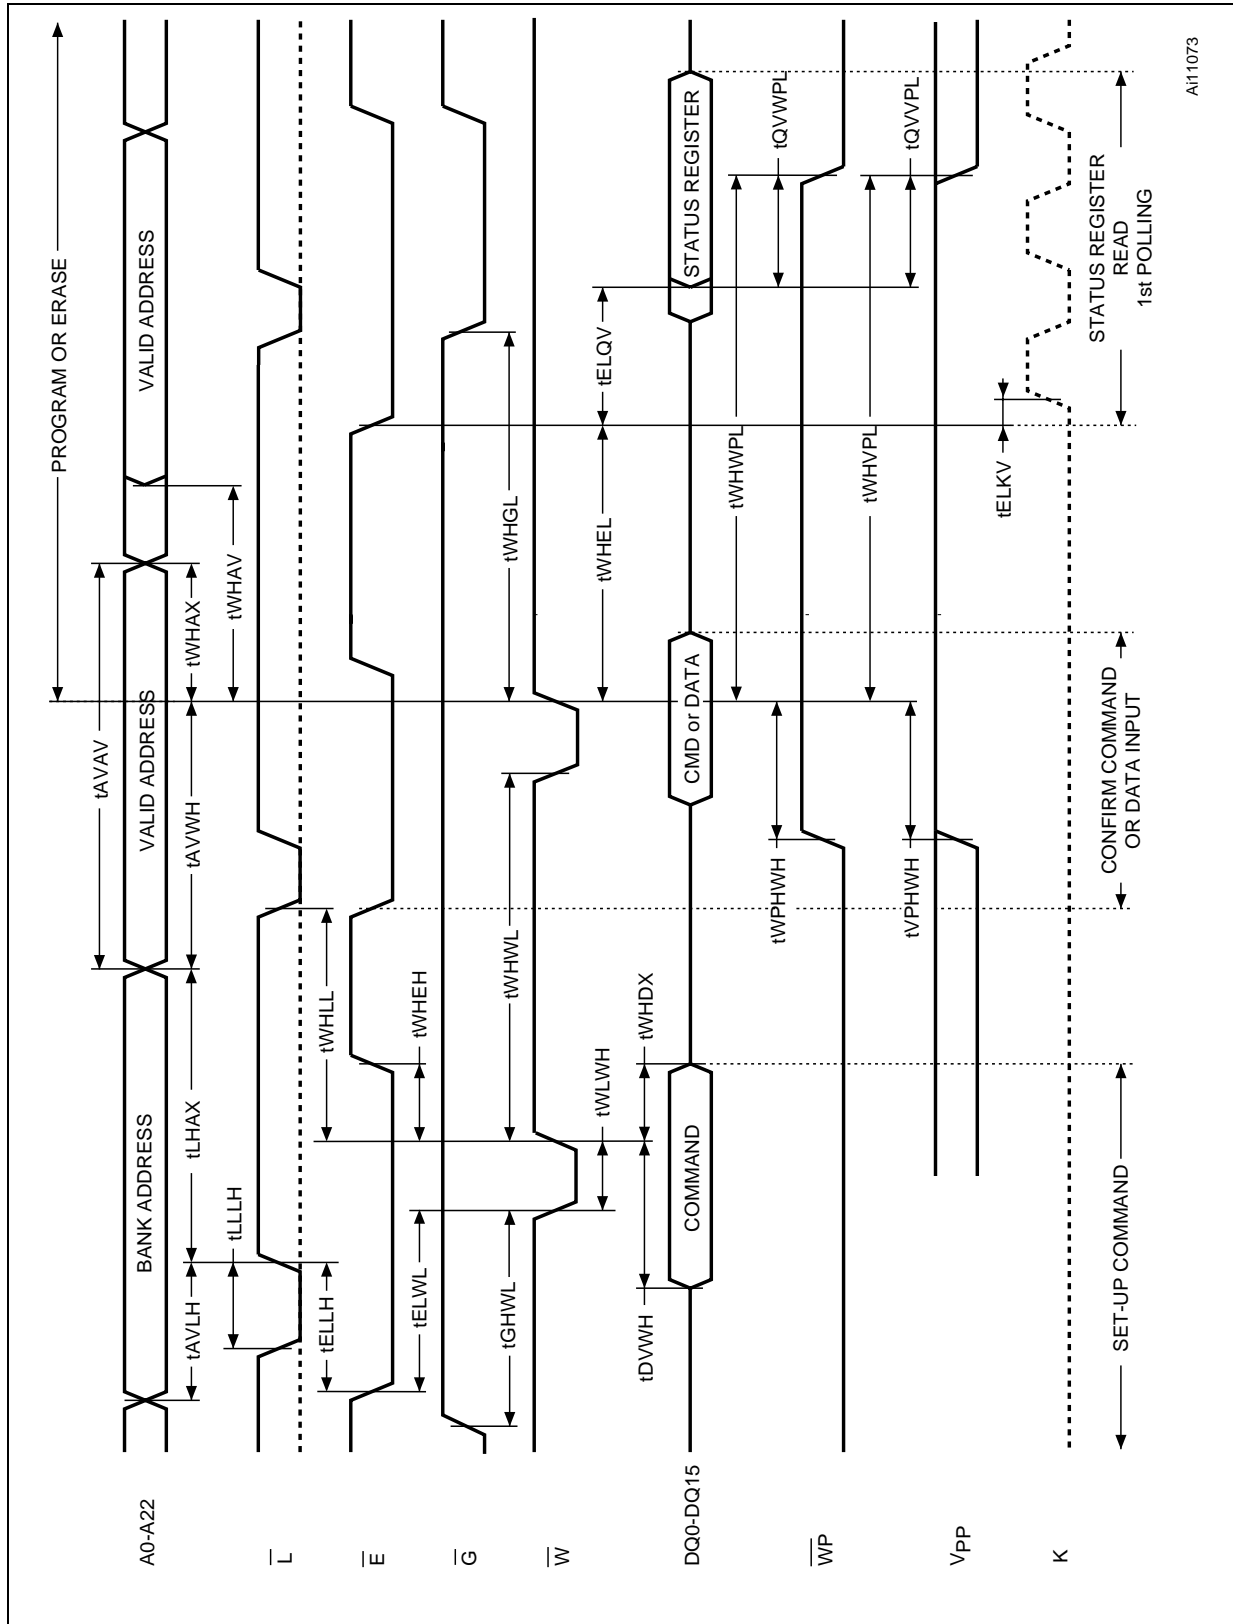 PROGRAM OR ERASE
A0-A22
BANK ADDRESS
VALID ADDRESS
VALID ADDRESS
tAVAV
tAVLH
tLHAX
tAVWH
tWHAX
tLLLH
tWHAV
L
tELLH
tWHLL
E
tELWL
tWHEH
G
tGHWL
tWHWL
tWHGL
W
tWLWH
tWHEL
tELQV
tDVWH
tWHDX
DQ0-DQ15
COMMAND
CMD or DATA
STATUS REGISTER
tWHWPL
tWPHWH
tQVWPL
WP
tWHVPL
tVPHWH
tQVVPL
VPP
tELKV
K
SET-UP COMMAND
CONFIRM COMMAND
OR DATA INPUT
STATUS REGISTER
READ
1st POLLING
Ai11073